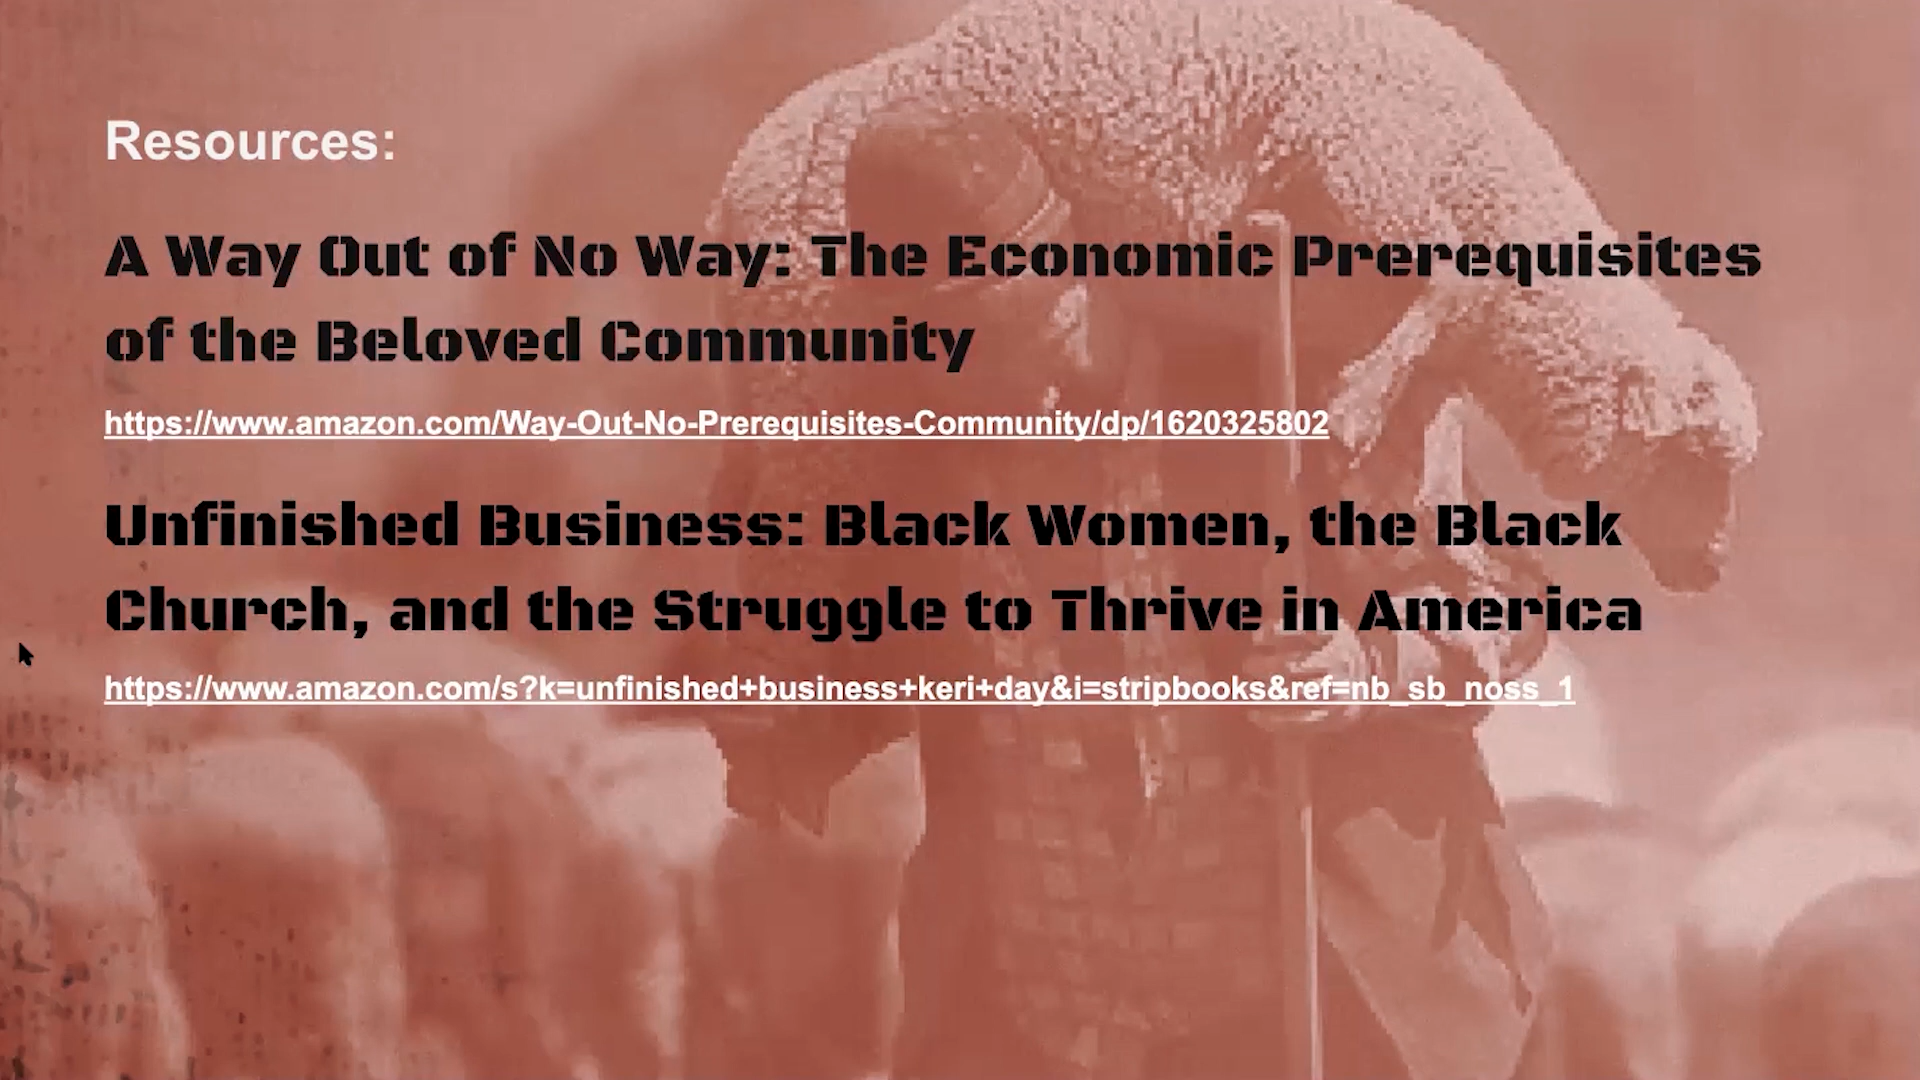 Resources:
A Way Out of No Way: The Economic Prerequisites
of the Beloved Community
https://www.amazon.com/Way-Out-No-Prerequisites-Community/dp/1620325802
Unfinished Business: Black Women, the Black
Church, and the Struggle to Thrive in America
https://www.amazon.com/s?k=unfinished+business+keri+day&i=stripbooks&ref=nb_sb_noss_1